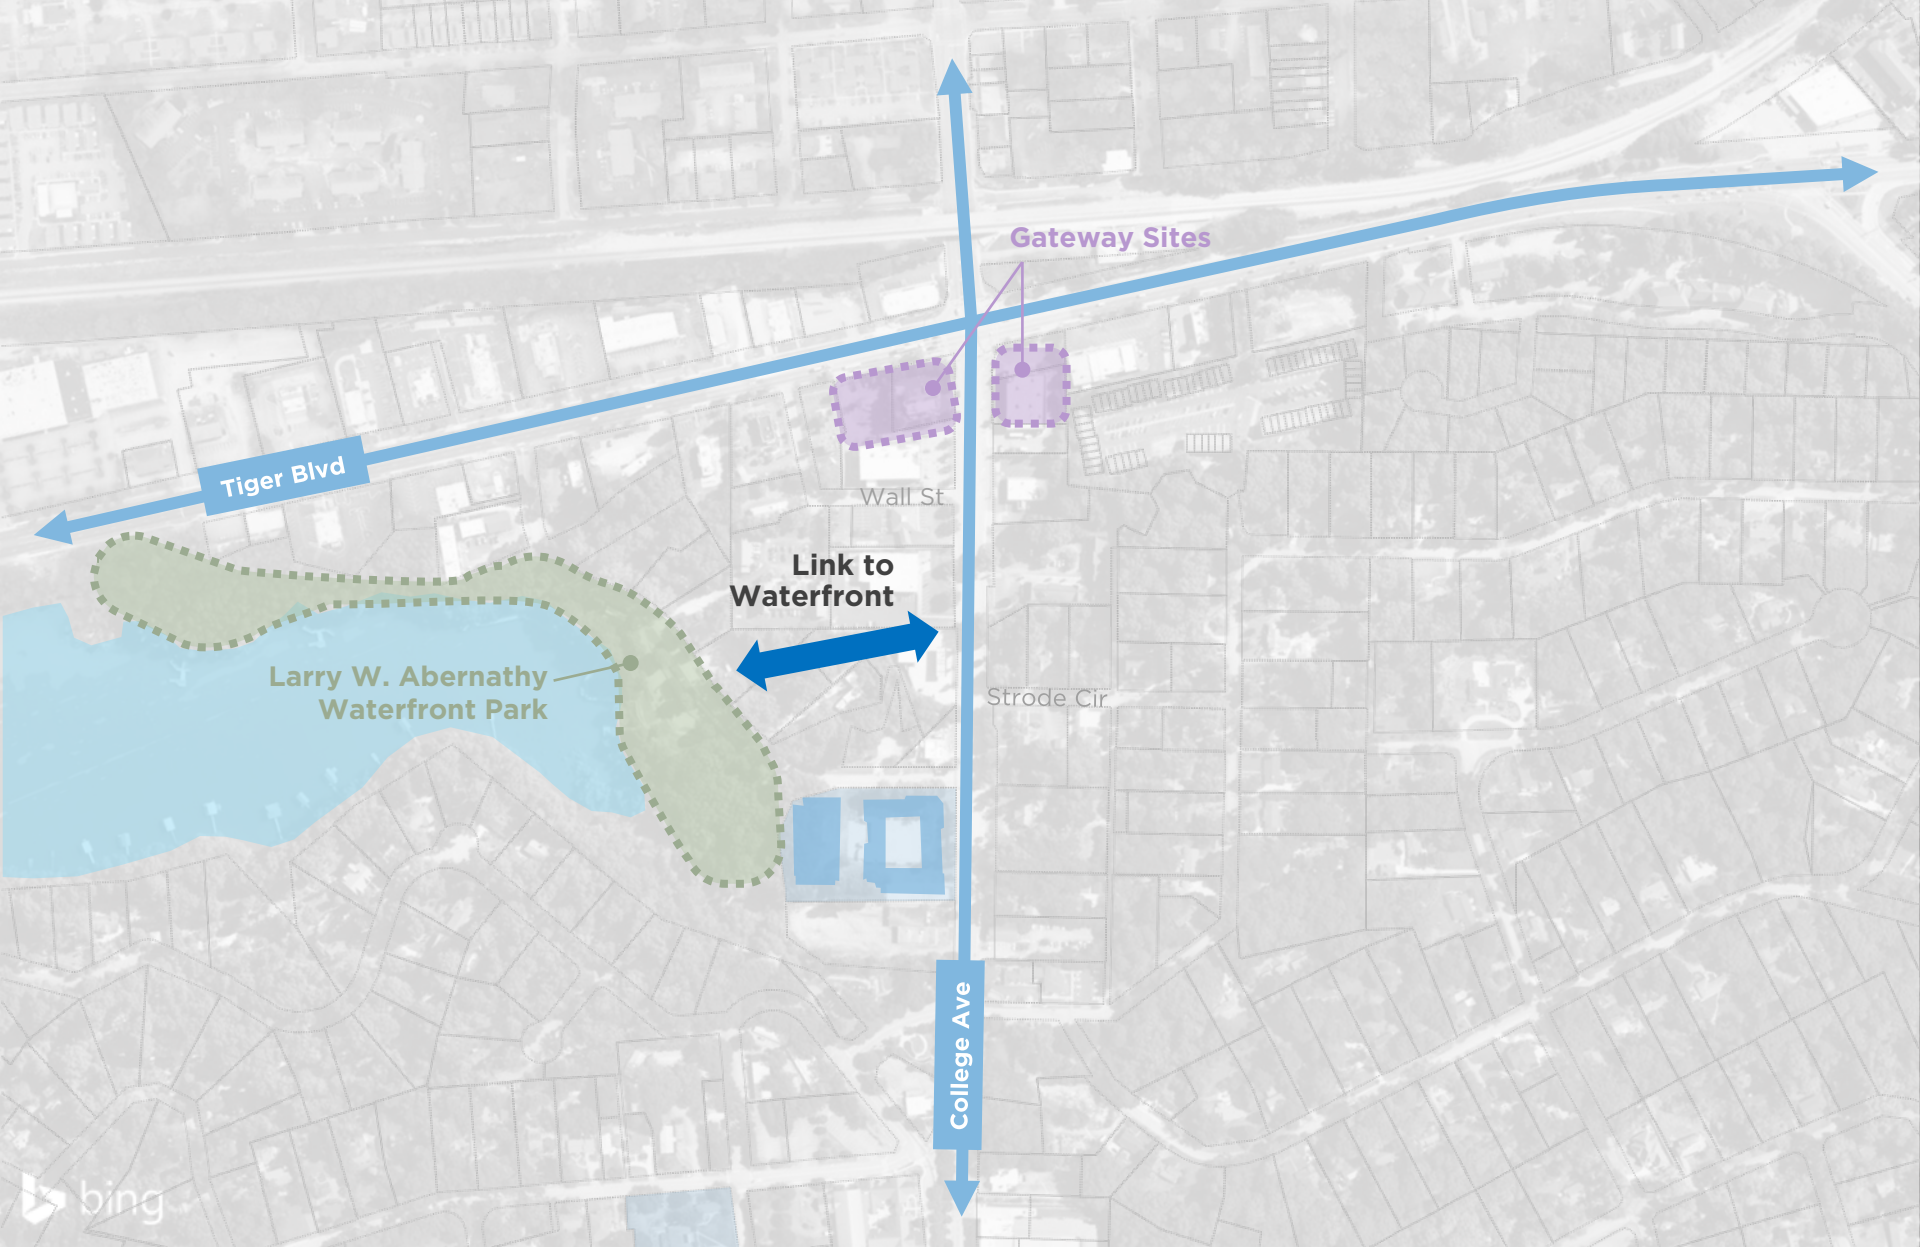 Gateway Sites
Tiger Blvd
Wall St
Link to
Waterfront
Larry W. Abernathy
Waterfront Park
Strode Cir
College Ave
bing